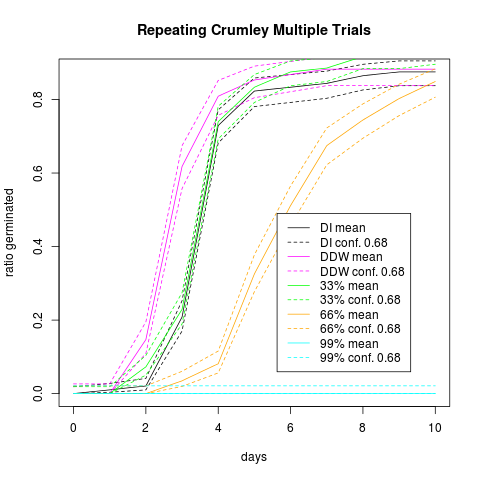 Repeating Crumley Multiple Trials
ratio germinated
0.8
0.6
0.4
0.2
0.0
DI mean
DI conf. 0.68
DDW mean
DDW conf. 0.68
33% mean
33% conf. 0.68
66% mean
66% conf. 0.68
99% mean
99% conf. 0.68
0 2 4 6 8 10
days